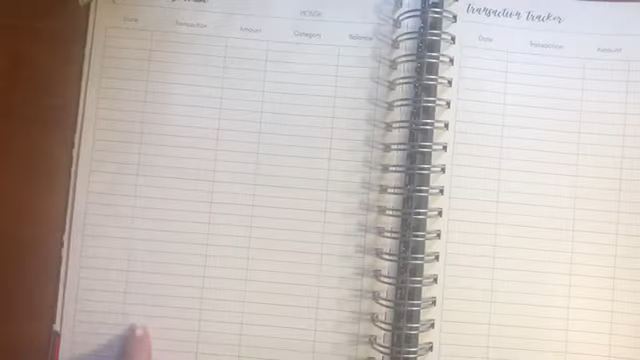 MONTH
Date Transaction Amount Category Balance
Transaction Tracker
Date Transaction Amount